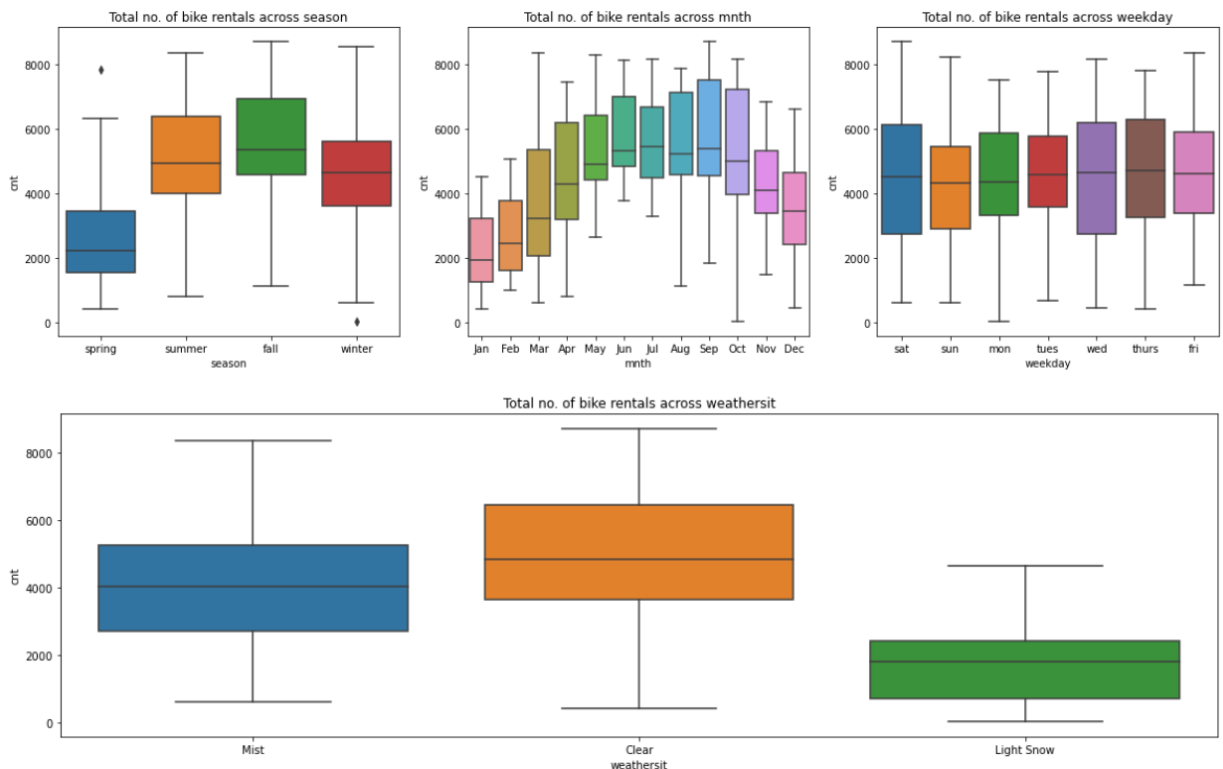 Total no. of bike rentals across season
8000
6000
4000
2000
0
cnt
spring summer fall winter
season
Total no. of bike rentals across mnth
8000
6000
4000
2000
0
cnt
Jan Feb Mar Apr May Jun Jul Aug Sep Oct Nov Dec
mnth
Total no. of bike rentals across weekday
8000
6000
4000
2000
0
cnt
sat sun mon tues wed thurs fri
weekday
Total no. of bike rentals across weathersit
8000
6000
4000
2000
0
cnt
Mist Clear Light Snow
weathersit